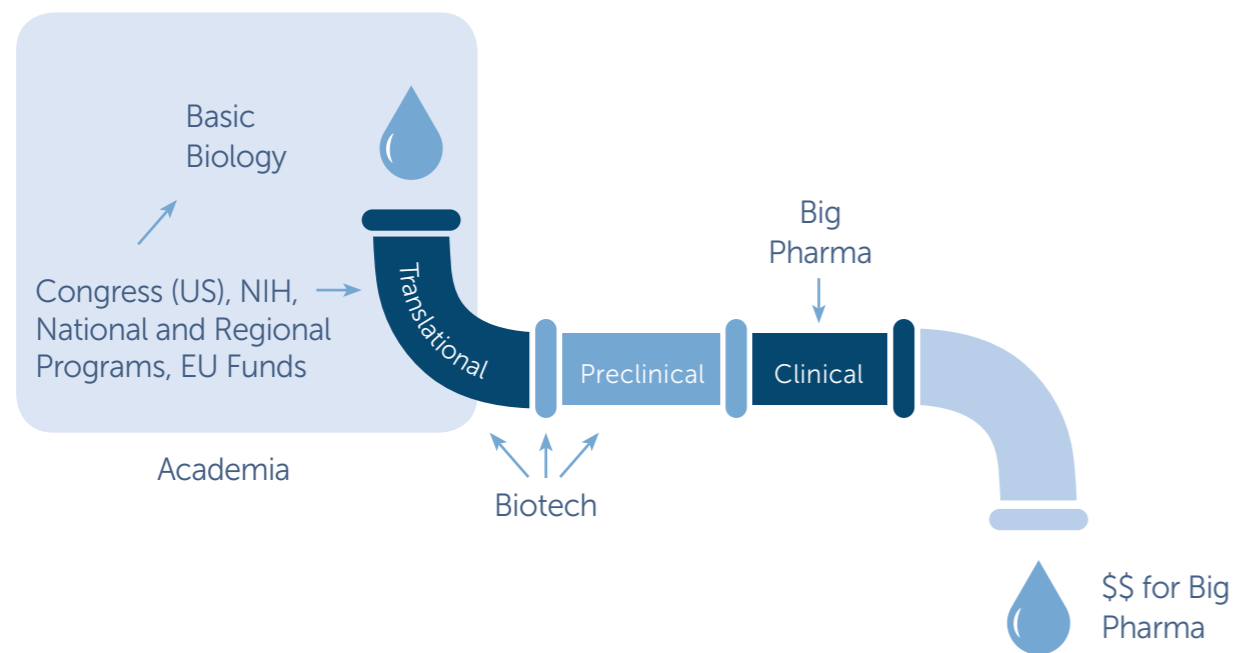 Basic
Biology
Congress (US), NIH,
National and Regional
Programs, EU Funds
Translational
Academia
Biotech
Preclinical
Big
Pharma
Clinical
$$ for Big
Pharma